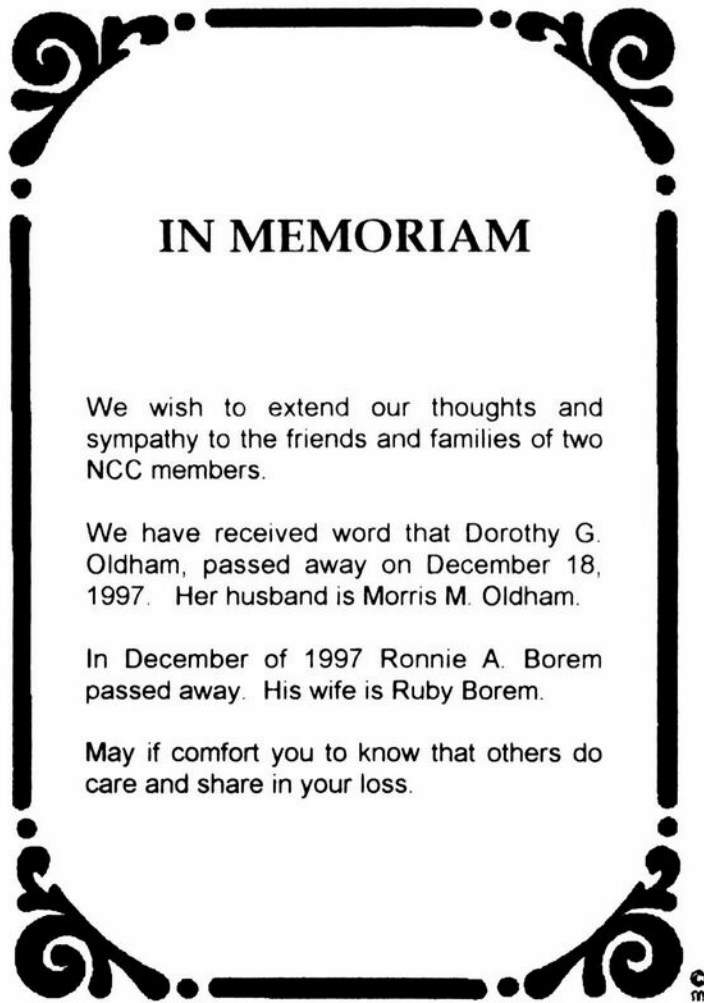 IN MEMORIAM
We wish to extend our thoughts and
sympathy to the friends and families of two
NCC members.
We have received word that Dorothy G.
Oldham, passed away on December 18,
1997. Her husband is Morris M. Oldham.
In December of 1997 Ronnie A. Borem
passed away. His wife is Ruby Borem.
May if comfort you to know that others do
care and share in your loss.
©